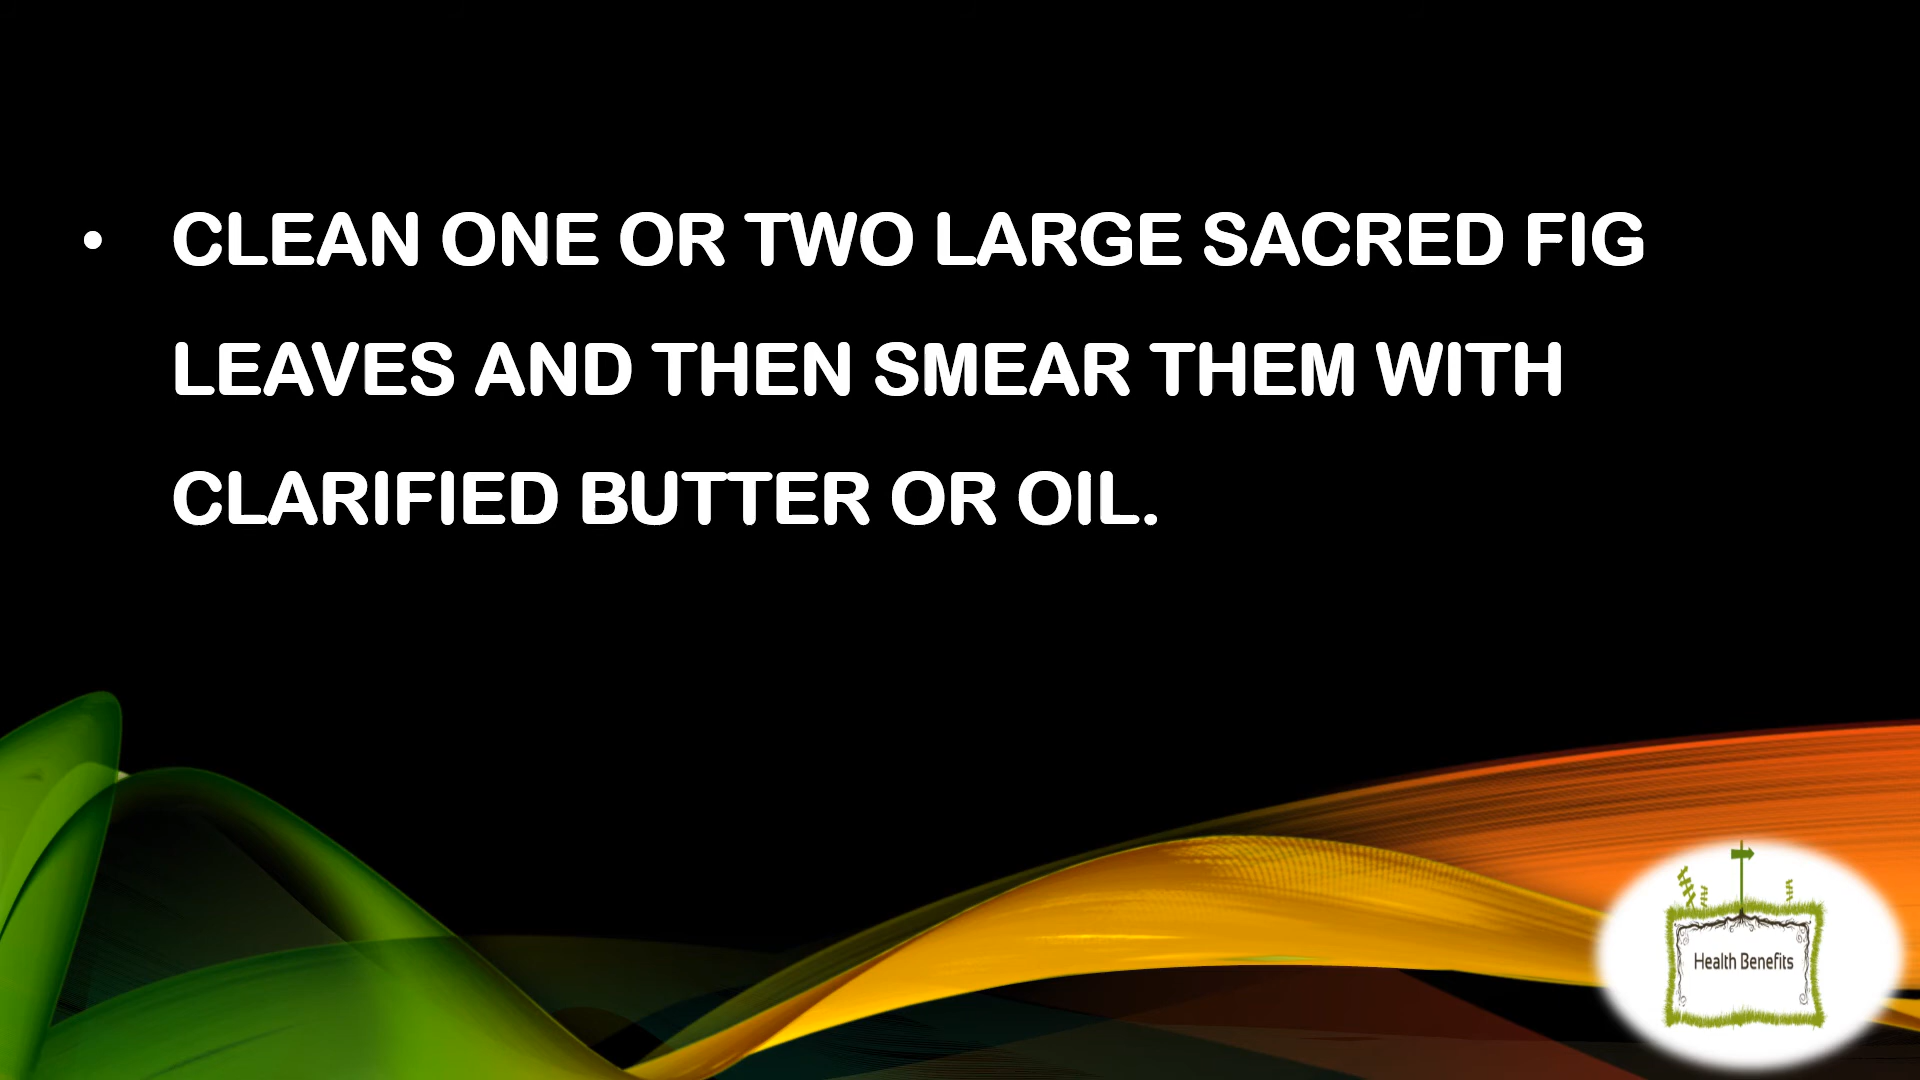 • CLEAN ONE OR TWO LARGE SACRED FIG
LEAVES AND THEN SMEAR THEM WITH
CLARIFIED BUTTER OR OIL.
Health Benefits